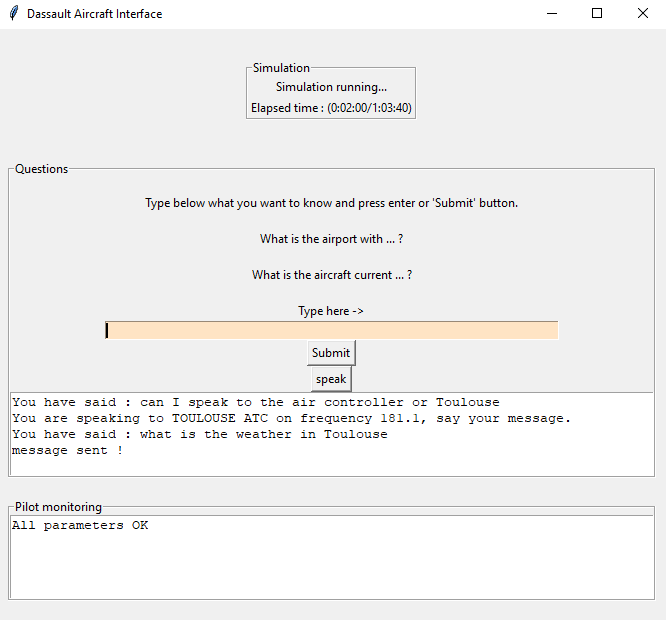 Dassault Aircraft Interface
Simulation
Simulation running...
Elapsed time : (0:02:00/1:03:40)
Questions
Type below what you want to know and press enter or 'Submit' button.
What is the airport with ... ?
What is the aircraft current ... ?
Type here ->
Submit
speak
You have said : can I speak to the air controller or Toulouse
You are speaking to TOULOUSE ATC on frequency 181.1, say your message.
You have said : what is the weather in Toulouse
message sent !
Pilot monitoring
All parameters OK